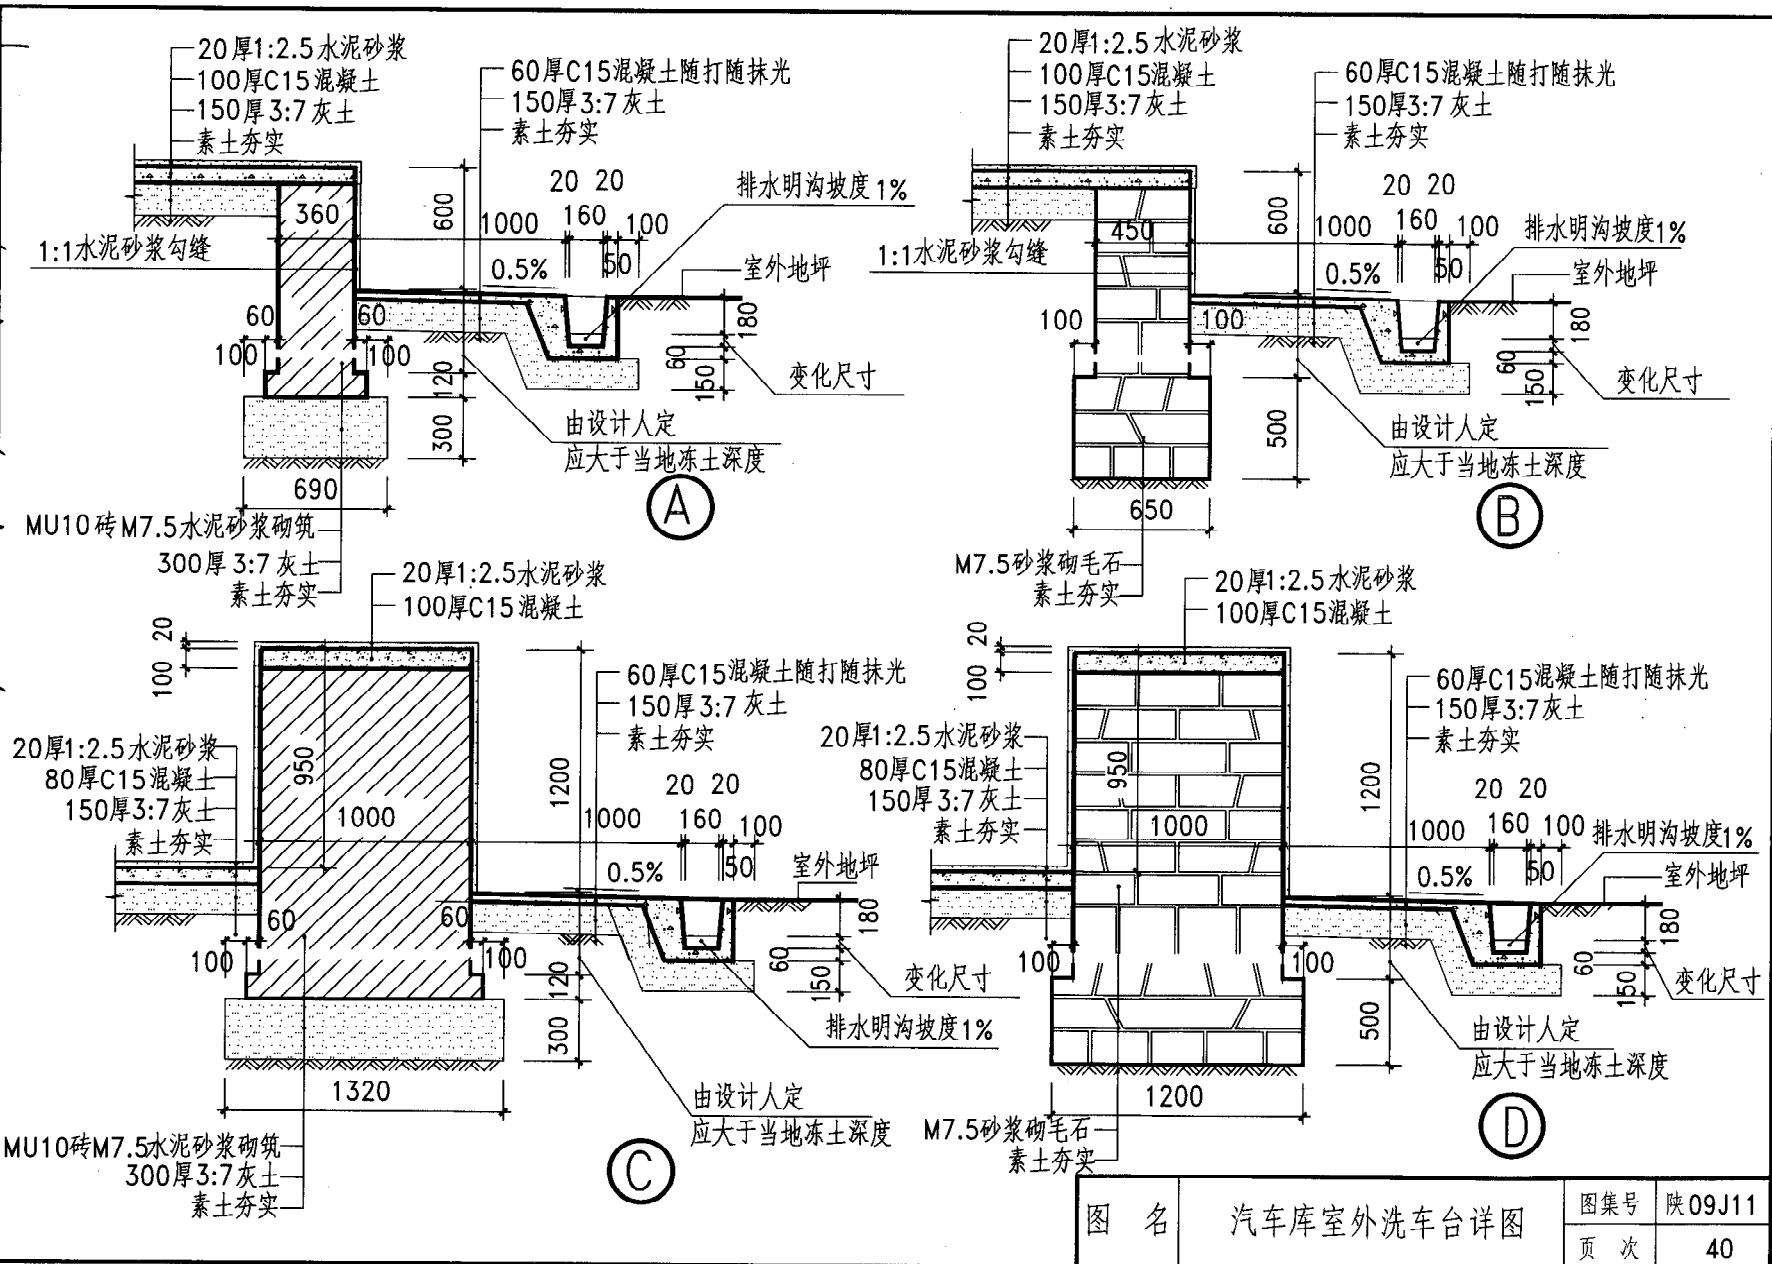 20厚1:2.5水泥砂浆
100厚C15混凝土
150厚3:7灰土
素土夯实
60厚C15混凝土随打随抹光
150厚3:7灰土
素土夯实
排水明沟坡度1%
20 20
360
600
1000
160
100
1:1水泥砂浆勾缝
0.5%
50
室外地坪
60
60
180
100
100
120
60
150
变化尺寸
300
由设计人定
应大于当地冻土深度
690
A
MU10砖M7.5水泥砂浆砌筑
300厚3:7灰土
素土夯实
20厚1:2.5水泥砂浆
100厚C15混凝土
150厚3:7灰土
素土夯实
60厚C15混凝土随打随抹光
150厚3:7灰土
素土夯实
20 20
450
600
1000
160
100
排水明沟坡度1%
1:1水泥砂浆勾缝
0.5%
50
室外地坪
100
100
180
60
150
变化尺寸
500
由设计人定
应大于当地冻土深度
650
B
M7.5砂浆砌毛石
素土夯实
20厚1:2.5水泥砂浆
100厚C15混凝土
20
100
60厚C15混凝土随打随抹光
150厚3:7灰土
素土夯实
20厚1:2.5水泥砂浆
80厚C15混凝土
150厚3:7灰土
素土夯实
950
1200
20 20
1000
1000
160
100
0.5%
50
室外地坪
60
60
180
100
100
120
60
150
变化尺寸
300
排水明沟坡度1%
1320
由设计人定
应大于当地冻土深度
MU10砖M7.5水泥砂浆砌筑
300厚3:7灰土
素土夯实
C
20厚1:2.5水泥砂浆
100厚C15混凝土
20
100
60厚C15混凝土随打随抹光
150厚3:7灰土
素土夯实
20厚1:2.5水泥砂浆
80厚C15混凝土
150厚3:7灰土
素土夯实
950
1200
20 20
1000
1000
160
100
排水明沟坡度1%
0.5%
50
室外地坪
180
100
100
60
150
变化尺寸
500
由设计人定
应大于当地冻土深度
1200
M7.5砂浆砌毛石
素土夯实
D
图 名
汽车库室外洗车台详图
图集号
陕09J11
页 次
40